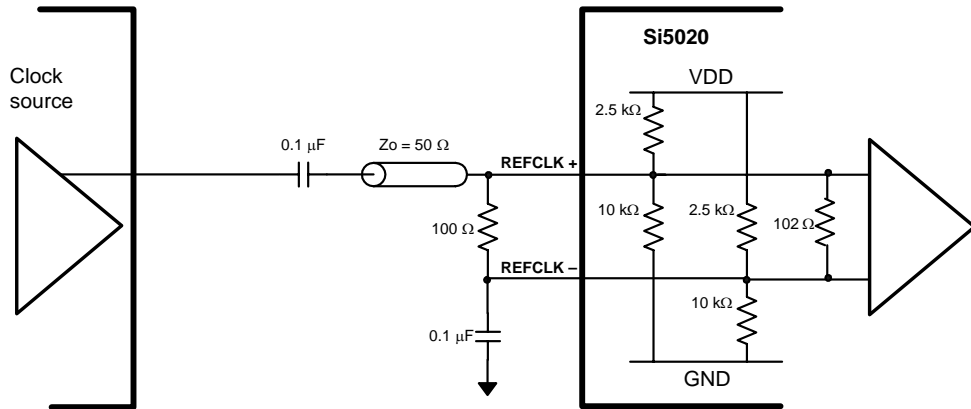 Si5020
Clock
source
VDD
2.5 kΩ
0.1 μF
Zo = 50 Ω
REFCLK +
10 kΩ
2.5 kΩ
102 Ω
100 Ω
REFCLK –
10 kΩ
0.1 μF
GND